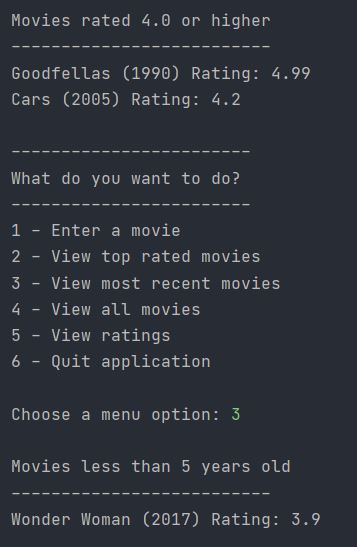 Movies rated 4.0 or higher
--------------------------
Goodfellas (1990) Rating: 4.99
Cars (2005) Rating: 4.2
------------------------
What do you want to do?
------------------------
1 - Enter a movie
2 - View top rated movies
3 - View most recent movies
4 - View all movies
5 - View ratings
6 - Quit application
Choose a menu option: 3
Movies less than 5 years old
--------------------------
Wonder Woman (2017) Rating: 3.9